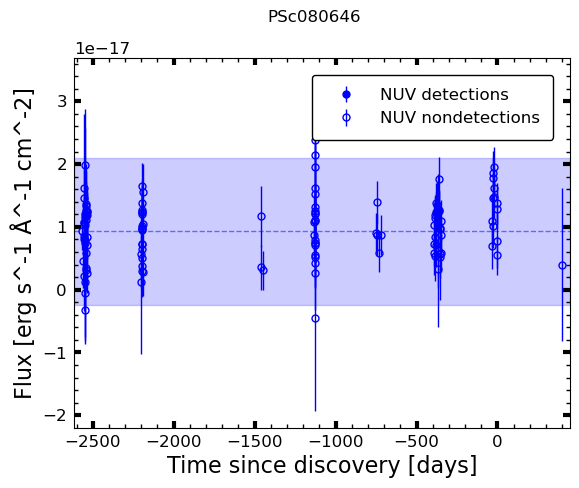 PSc080646
1e−17
NUV detections
NUV nondetections
3
2
1
0
−1
−2
Flux [erg s^-1 Å^-1 cm^-2]
−2500 −2000 −1500 −1000 −500 0
Time since discovery [days]